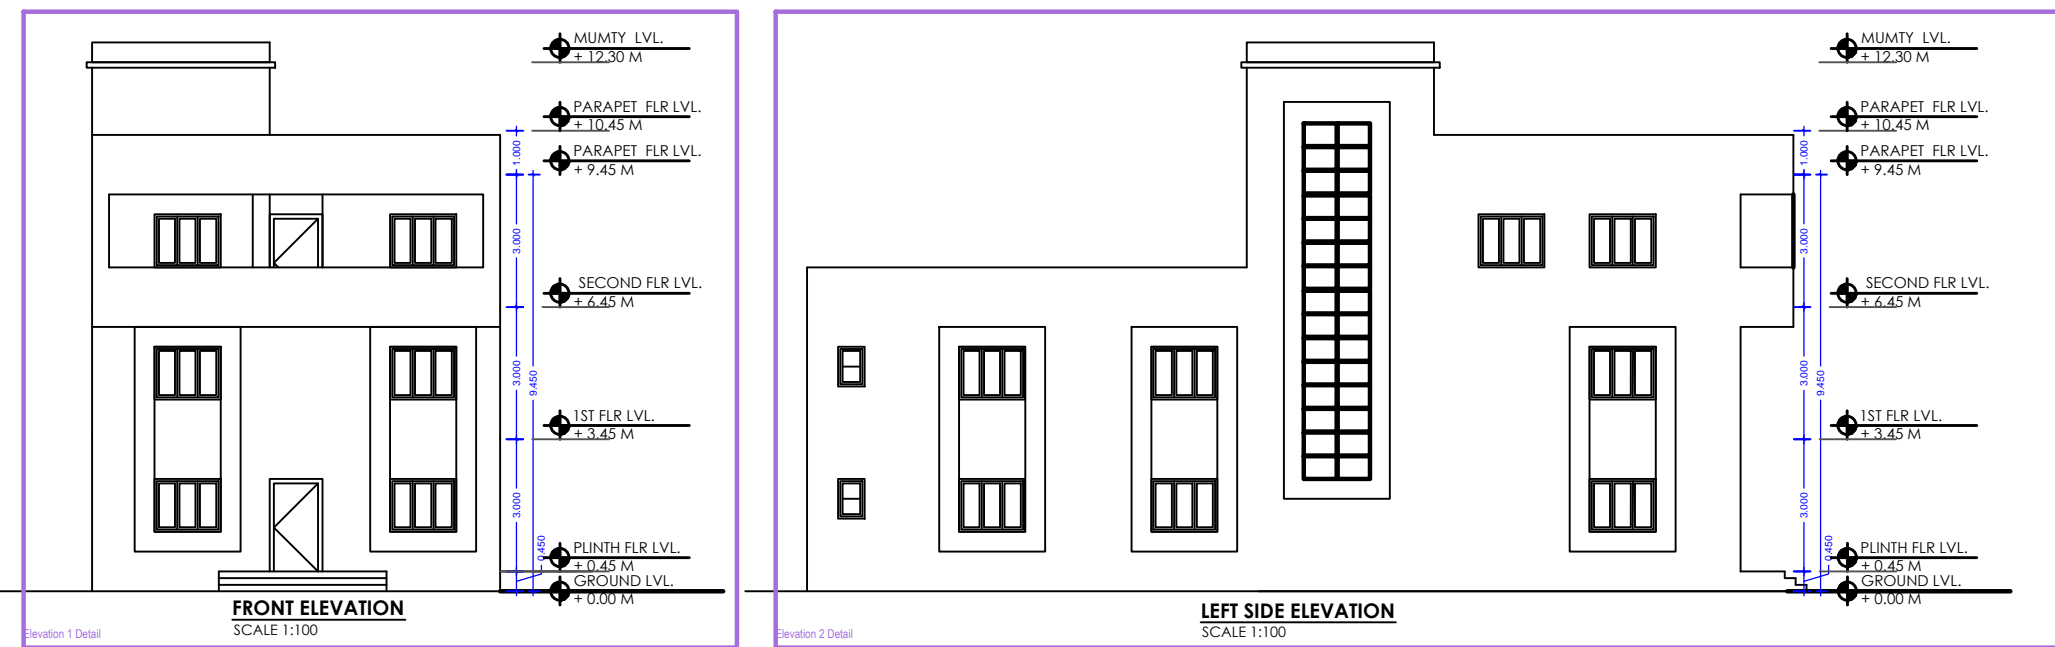 MUMTY LVL.
+ 12.30 M
PARAPET FLR LVL.
+ 10.45 M
PARAPET FLR LVL.
+ 9.45 M
1.000
3.000
SECOND FLR LVL.
+ 6.45 M
3.000
9.450
1ST FLR LVL.
+ 3.45 M
3.000
0.450
PLINTH FLR LVL.
+ 0.45 M
GROUND LVL.
+ 0.00 M
FRONT ELEVATION
SCALE 1:100
Elevation 1 Detail
MUMTY LVL.
+ 12.30 M
PARAPET FLR LVL.
+ 10.45 M
PARAPET FLR LVL.
+ 9.45 M
1.000
3.000
SECOND FLR LVL.
+ 6.45 M
3.000
9.450
1ST FLR LVL.
+ 3.45 M
3.000
0.450
PLINTH FLR LVL.
+ 0.45 M
GROUND LVL.
+ 0.00 M
LEFT SIDE ELEVATION
SCALE 1:100
Elevation 2 Detail